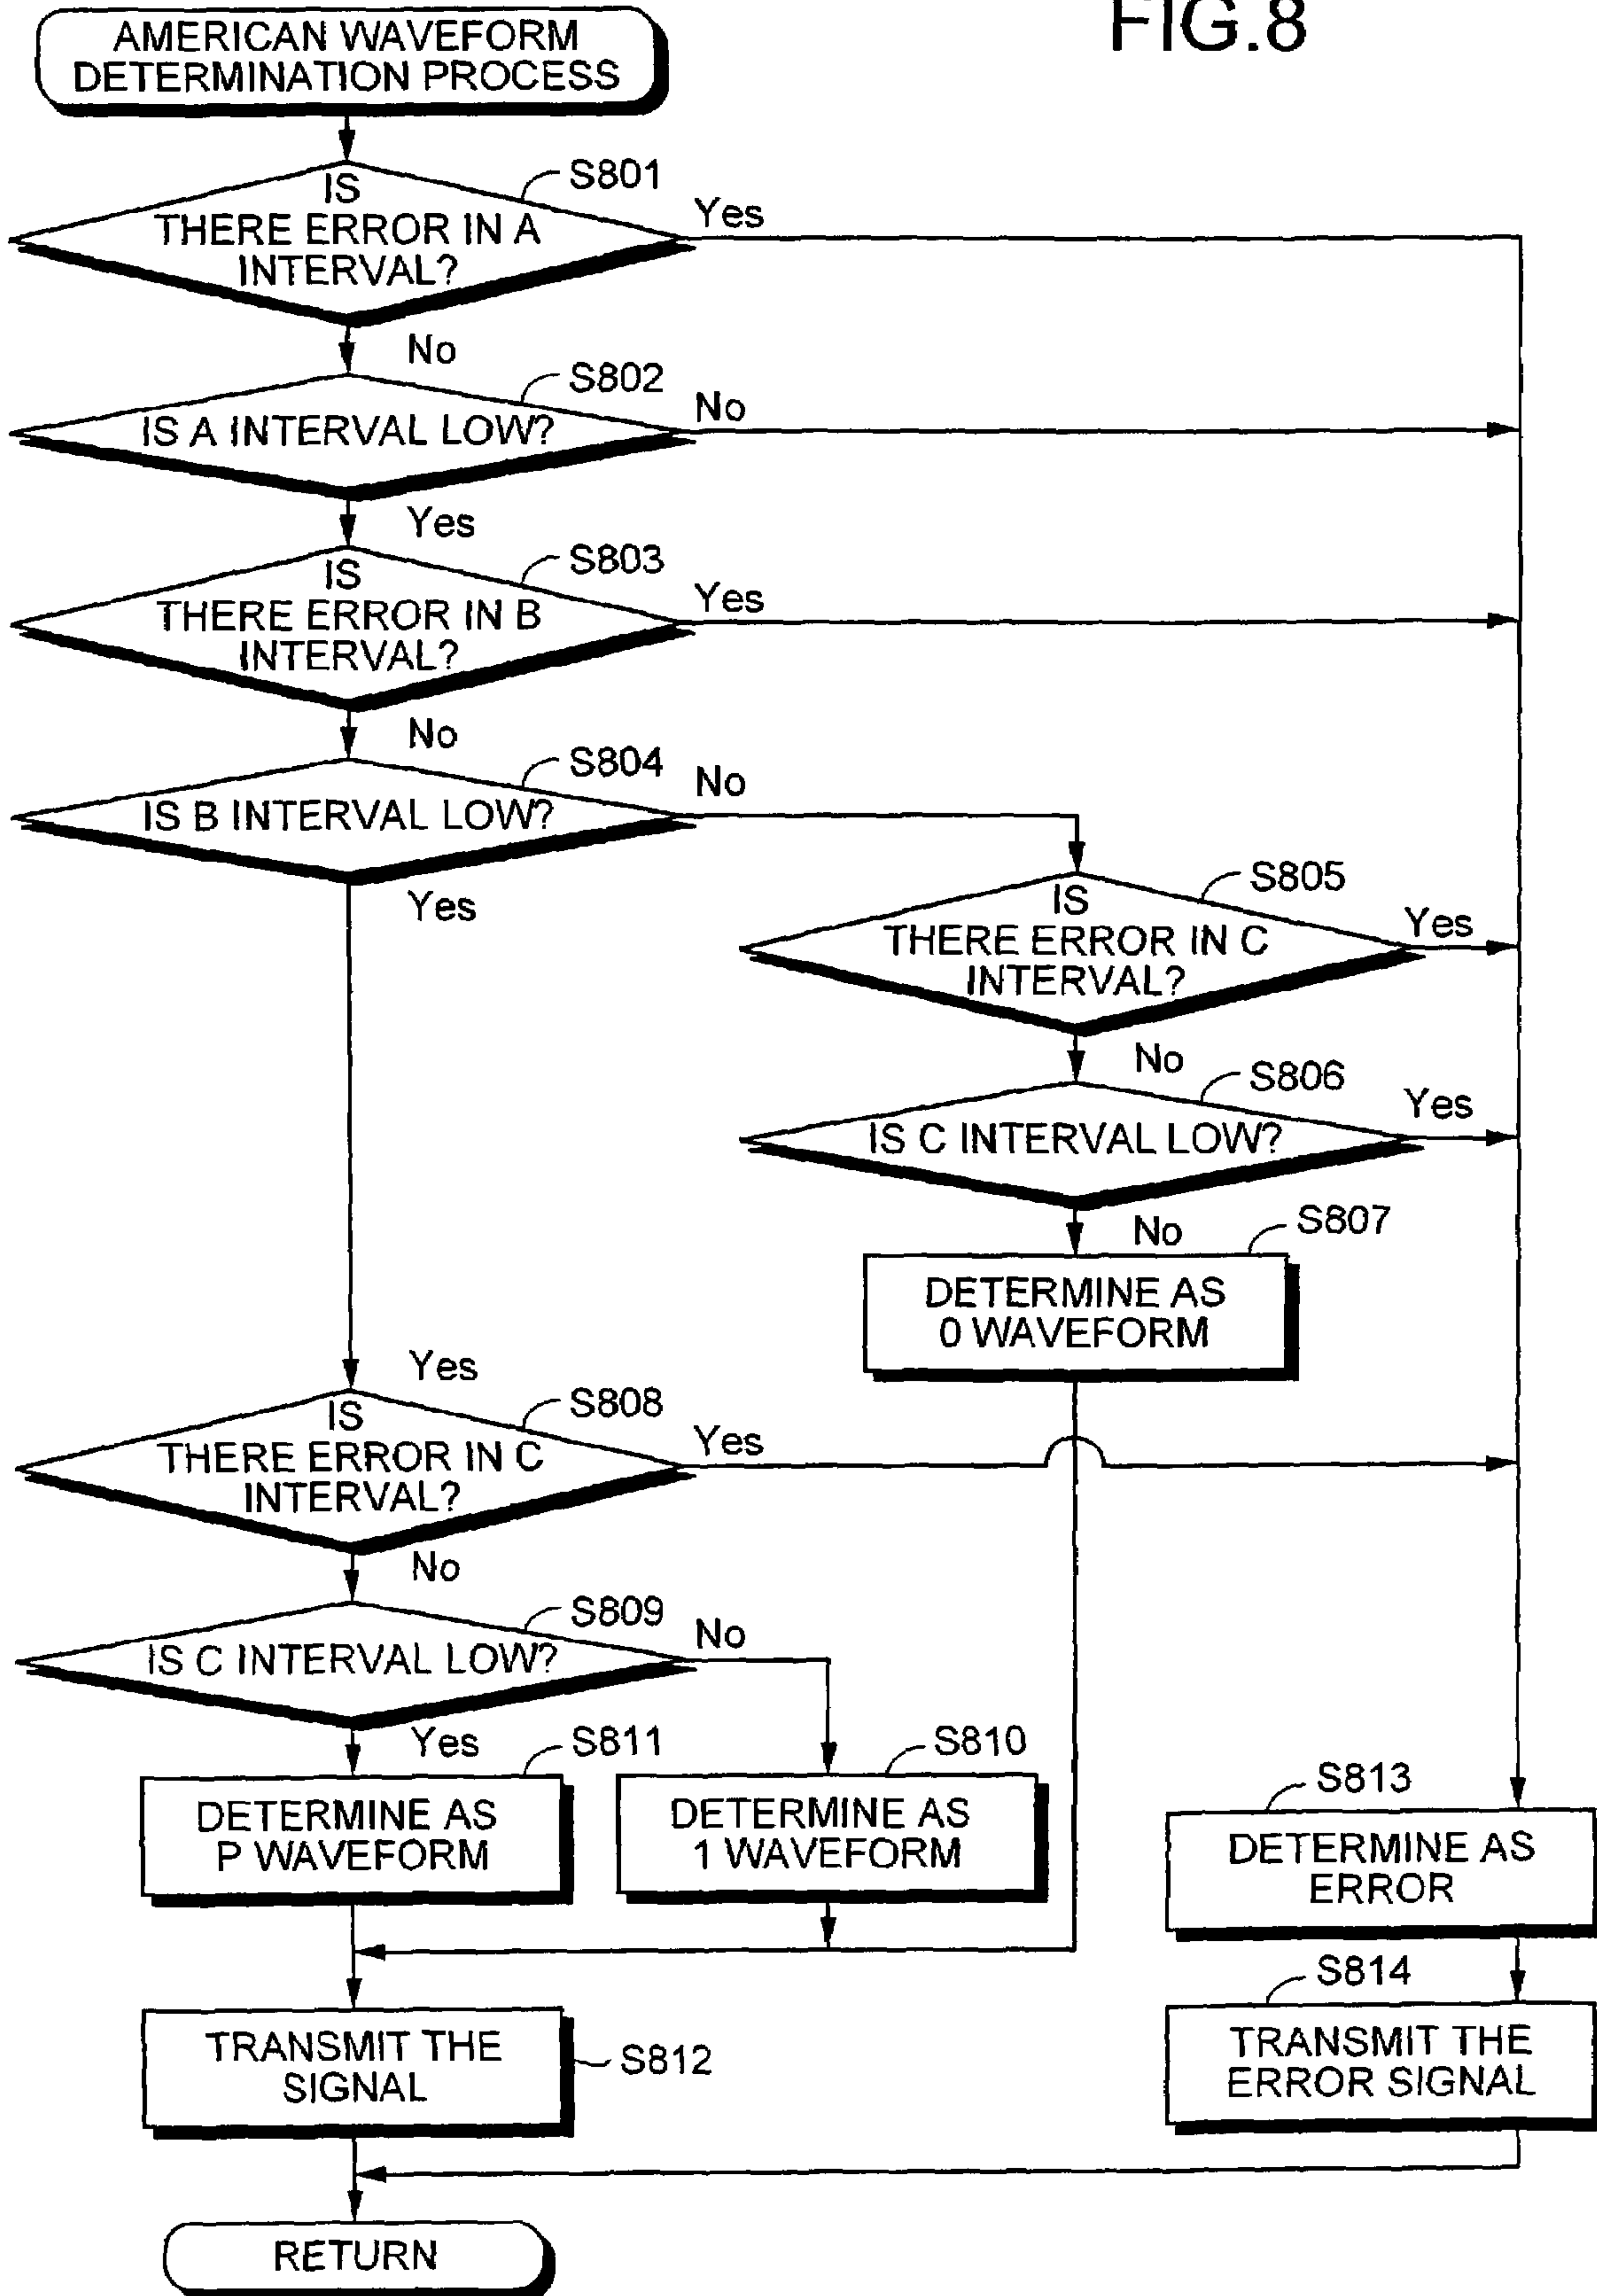 FIG.8
AMERICAN WAVEFORM
DETERMINATION PROCESS
S801
IS
THERE ERROR IN A
INTERVAL?
Yes
No
S802
IS A INTERVAL LOW?
No
Yes
S803
IS
THERE ERROR IN B
INTERVAL?
Yes
No
S804
IS B INTERVAL LOW?
No
Yes
S805
IS
THERE ERROR IN C
INTERVAL?
Yes
No
S806
IS C INTERVAL LOW?
Yes
No
S807
DETERMINE AS
0 WAVEFORM
Yes
S808
IS
THERE ERROR IN C
INTERVAL?
Yes
No
S809
IS C INTERVAL LOW?
No
Yes
S811
DETERMINE AS
P WAVEFORM
S810
DETERMINE AS
1 WAVEFORM
S813
DETERMINE AS
ERROR
S814
TRANSMIT THE
ERROR SIGNAL
TRANSMIT THE
SIGNAL
S812
RETURN